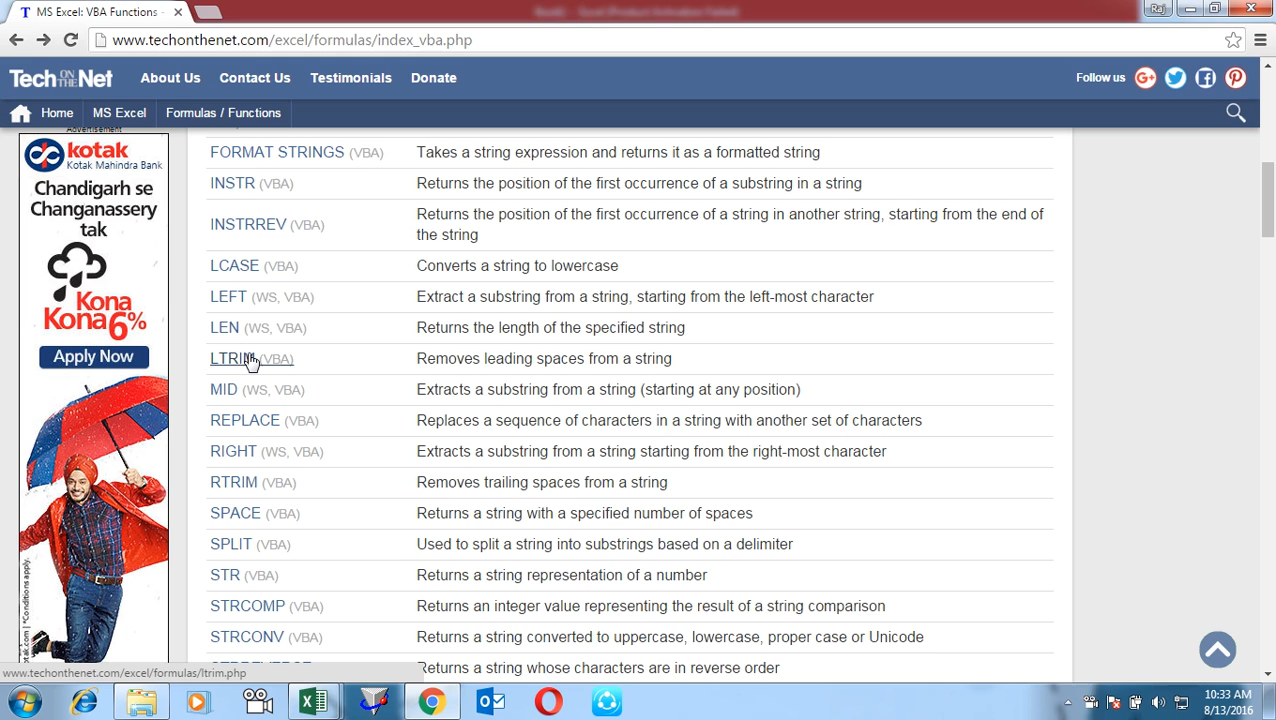 MS Excel: VBA Functions -
Raj
www.techonthenet.com/excel/formulas/index_vba.php
Tech ON THE Net
About Us
Contact Us
Testimonials
Donate
Follow us
Home
MS Excel
Formulas / Functions
Advertisement
kotak
Kotak Mahindra Bank
Chandigarh se
Changanassery
tak
Kona
Kona 6%
Apply Now
*Conditions apply.
FORMAT STRINGS (VBA) Takes a string expression and returns it as a formatted string
INSTR (VBA) Returns the position of the first occurrence of a substring in a string
INSTRREV (VBA) Returns the position of the first occurrence of a string in another string, starting from the end of
the string
LCASE (VBA) Converts a string to lowercase
LEFT (WS, VBA) Extract a substring from a string, starting from the left-most character
LEN (WS, VBA) Returns the length of the specified string
LTRIM (VBA) Removes leading spaces from a string
MID (WS, VBA) Extracts a substring from a string (starting at any position)
REPLACE (VBA) Replaces a sequence of characters in a string with another set of characters
RIGHT (WS, VBA) Extracts a substring from a string starting from the right-most character
RTRIM (VBA) Removes trailing spaces from a string
SPACE (VBA) Returns a string with a specified number of spaces
SPLIT (VBA) Used to split a string into substrings based on a delimiter
STR (VBA) Returns a string representation of a number
STRCOMP (VBA) Returns an integer value representing the result of a string comparison
STRCONV (VBA) Returns a string converted to uppercase, lowercase, proper case or Unicode
Returns a string whose characters are in reverse order
www.techonthenet.com/excel/formulas/ltrim.php
10:33 AM
8/13/2016